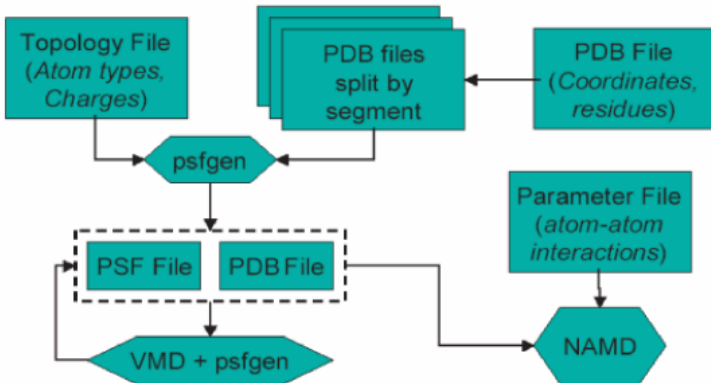 Topology File
(Atom types,
Charges)
PDB files
split by
segment
PDB File
(Coordinates,
residues)
psfgen
Parameter File
(atom-atom
interactions)
PSF File
PDB File
VMD + psfgen
NAMD